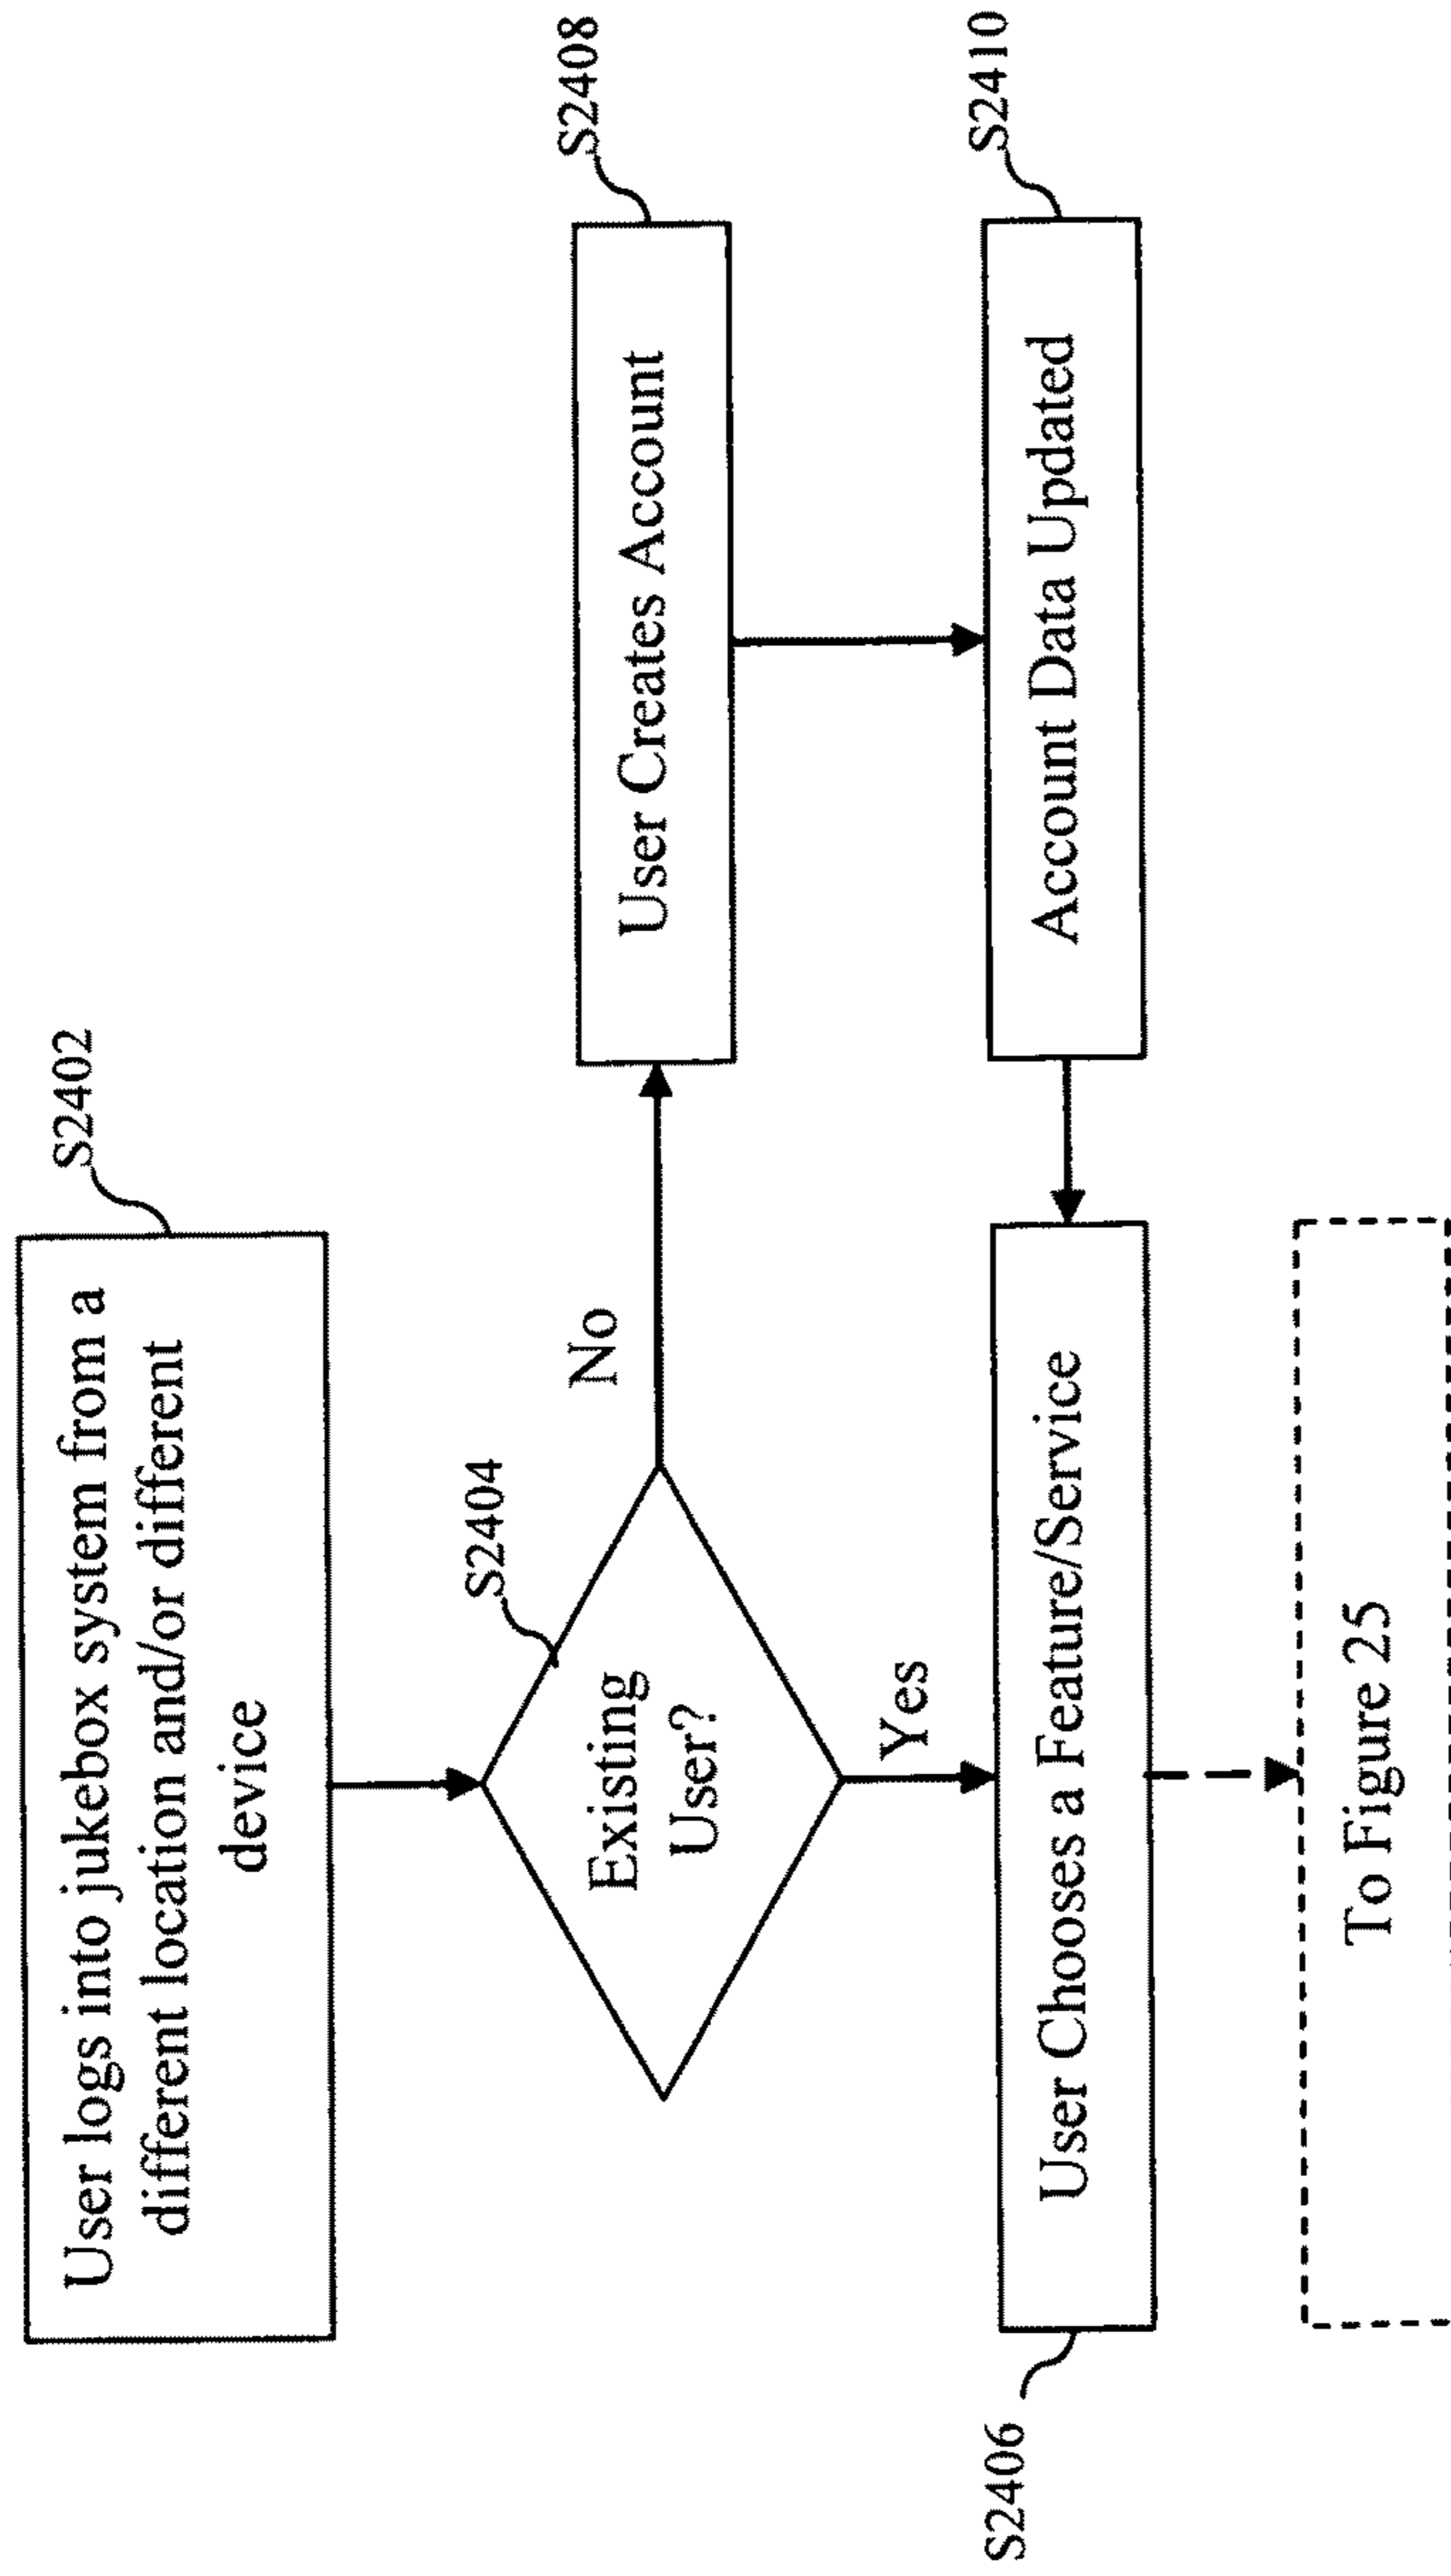 S2402
User logs into jukebox system from a
different location and/or different
device
S2404
Existing
User?
No
S2408
User Creates Account
Yes
S2410
Account Data Updated
S2406
User Chooses a Feature/Service
To Figure 25